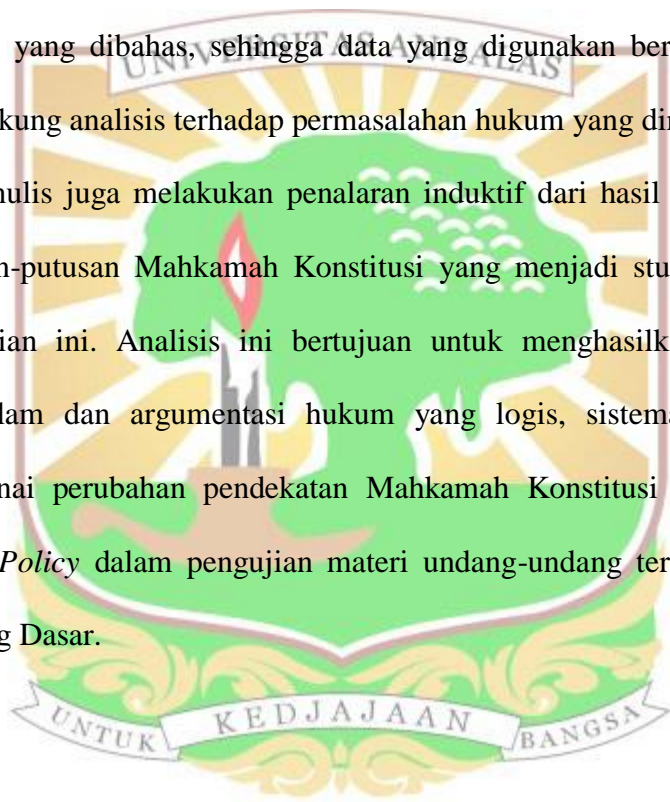 yang dibahas, sehingga data yang digunakan ber
UNIVERSITAS ANDALAS
kung analisis terhadap permasalahan hukum yang di
ulis juga melakukan penalaran induktif dari hasil
n-putusan Mahkamah Konstitusi yang menjadi stu
ian ini. Analisis ini bertujuan untuk menghasilk
lam dan argumentasi hukum yang logis, sistema
nai perubahan pendekatan Mahkamah Konstitusi
Policy dalam pengujian materi undang-undang ter
g Dasar.
UNTUK KEDJAJAAN BANGSA